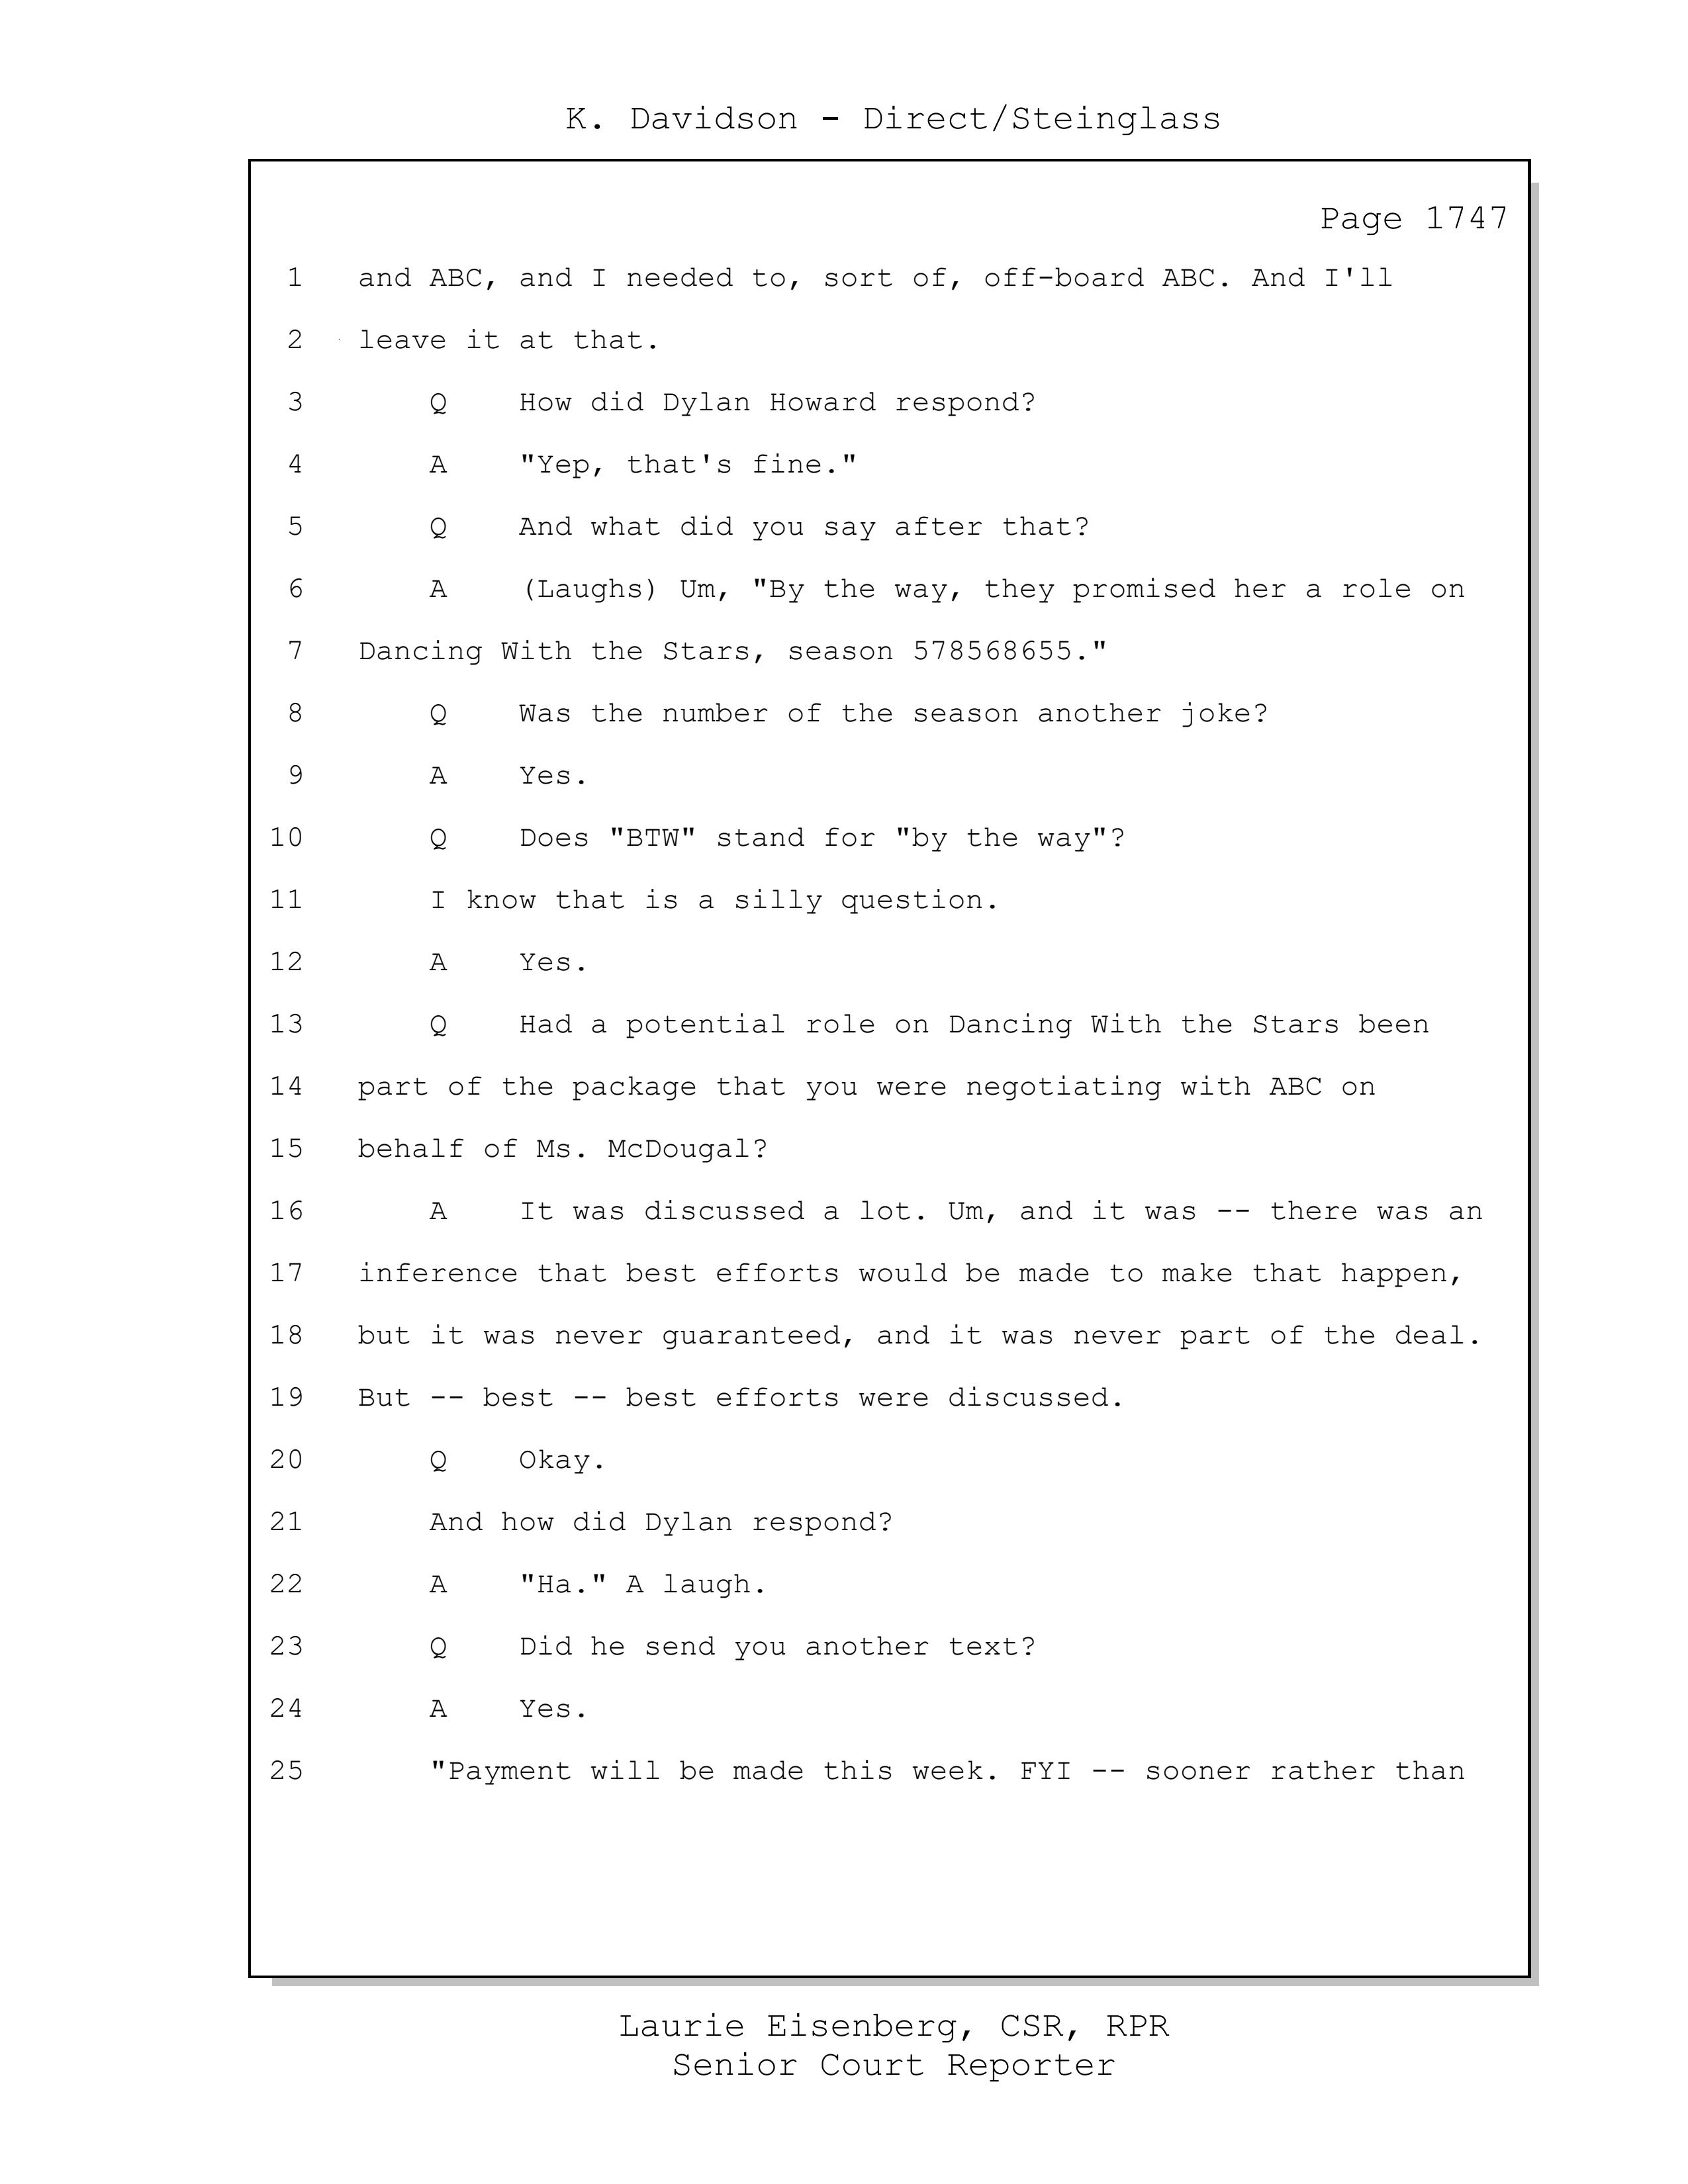 K. Davidson - Direct/Steinglass
Page 1747
1 and ABC, and I needed to, sort of, off-board ABC. And I'll
2 leave it at that.
3 Q How did Dylan Howard respond?
4 A "Yep, that's fine."
5 Q And what did you say after that?
6 A (Laughs) Um, "By the way, they promised her a role on
7 Dancing With the Stars, season 578568655."
8 Q Was the number of the season another joke?
9 A Yes.
10 Q Does "BTW" stand for "by the way"?
11 I know that is a silly question.
12 A Yes.
13 Q Had a potential role on Dancing With the Stars been
14 part of the package that you were negotiating with ABC on
15 behalf of Ms. McDougal?
16 A It was discussed a lot. Um, and it was -- there was an
17 inference that best efforts would be made to make that happen,
18 but it was never guaranteed, and it was never part of the deal.
19 But -- best -- best efforts were discussed.
20 Q Okay.
21 And how did Dylan respond?
22 A "Ha." A laugh.
23 Q Did he send you another text?
24 A Yes.
25 "Payment will be made this week. FYI -- sooner rather than
Laurie Eisenberg, CSR, RPR
Senior Court Reporter